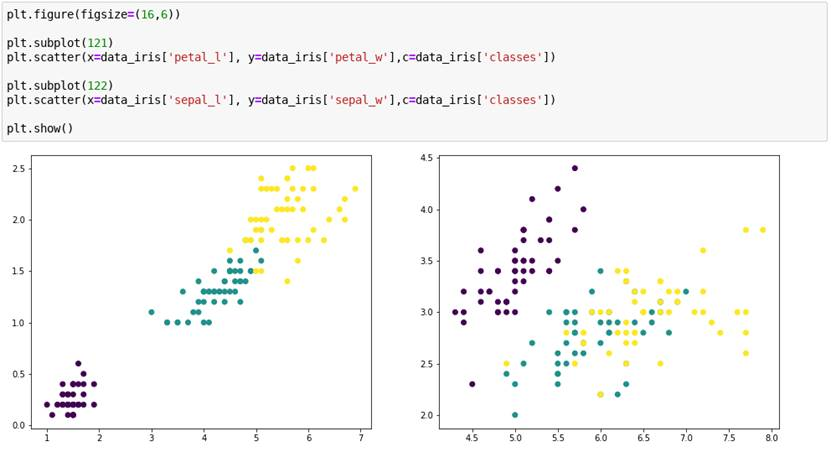 plt.figure(figsize=(16,6))
plt.subplot(121)
plt.scatter(x=data_iris['petal_l'], y=data_iris['petal_w'],c=data_iris['classes'])
plt.subplot(122)
plt.scatter(x=data_iris['sepal_l'], y=data_iris['sepal_w'],c=data_iris['classes'])
plt.show()
2.5
2.0
1.5
1.0
0.5
0.0
1 2 3 4 5 6 7
4.5
4.0
3.5
3.0
2.5
2.0
4.5 5.0 5.5 6.0 6.5 7.0 7.5 8.0